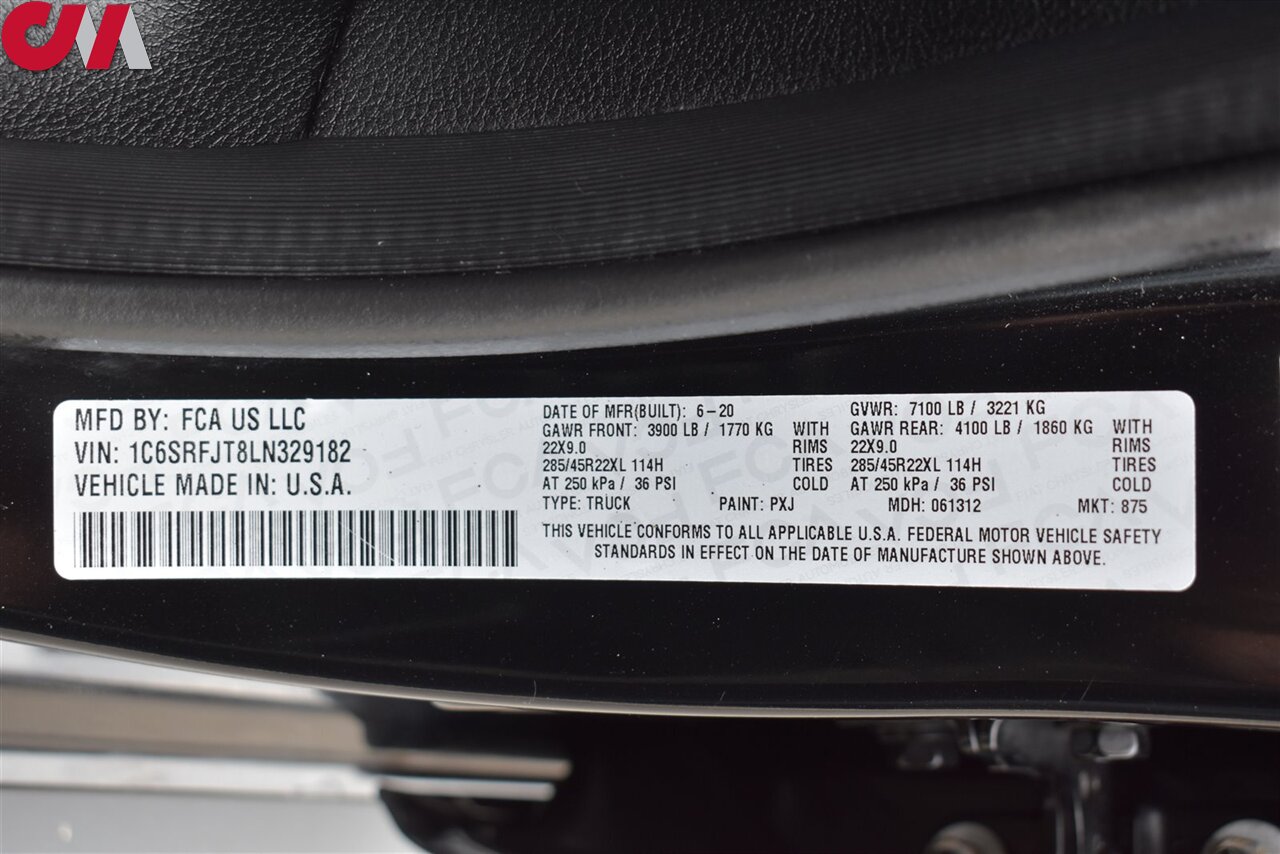 CM
MFD BY: FCA US LLC
VIN: 1C6SRFJT8LN329182
VEHICLE MADE IN: U.S.A.
DATE OF MFR(BUILT): 6-20 GVWR: 7100 LB / 3221 KG
GAWR FRONT: 3900 LB / 1770 KG WITH GAWR REAR: 4100 LB / 1860 KG WITH
22X9.0 RIMS 22X9.0 RIMS
285/45R22XL 114H TIRES 285/45R22XL 114H TIRES
AT 250 kPa / 36 PSI COLD AT 250 kPa / 36 PSI COLD
TYPE: TRUCK PAINT: PXJ MDH: 061312 MKT: 875
THIS VEHICLE CONFORMS TO ALL APPLICABLE U.S.A. FEDERAL MOTOR VEHICLE SAFETY
STANDARDS IN EFFECT ON THE DATE OF MANUFACTURE SHOWN ABOVE.